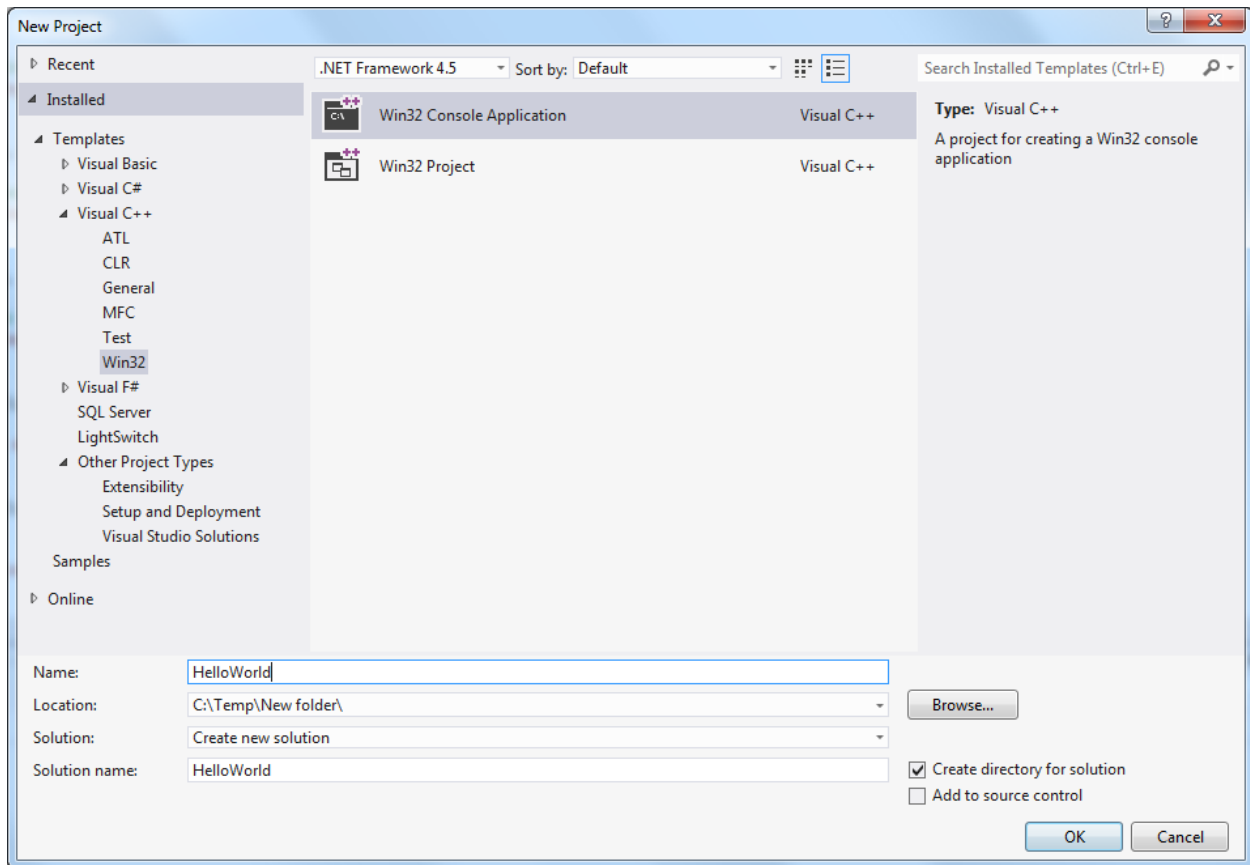 New Project
Recent
.NET Framework 4.5
Sort by: Default
Search Installed Templates (Ctrl+E)
Installed
Templates
Visual Basic
Visual C#
Visual C++
ATL
CLR
General
MFC
Test
Win32
Visual F#
SQL Server
LightSwitch
Other Project Types
Extensibility
Setup and Deployment
Visual Studio Solutions
Samples
Online
C:\
Win32 Console Application Visual C++
Win32 Project Visual C++
Type: Visual C++
A project for creating a Win32 console
application
Name: HelloWorld
Location: C:\Temp\New folder\
Browse...
Solution: Create new solution
Solution name: HelloWorld
Create directory for solution
Add to source control
OK
Cancel